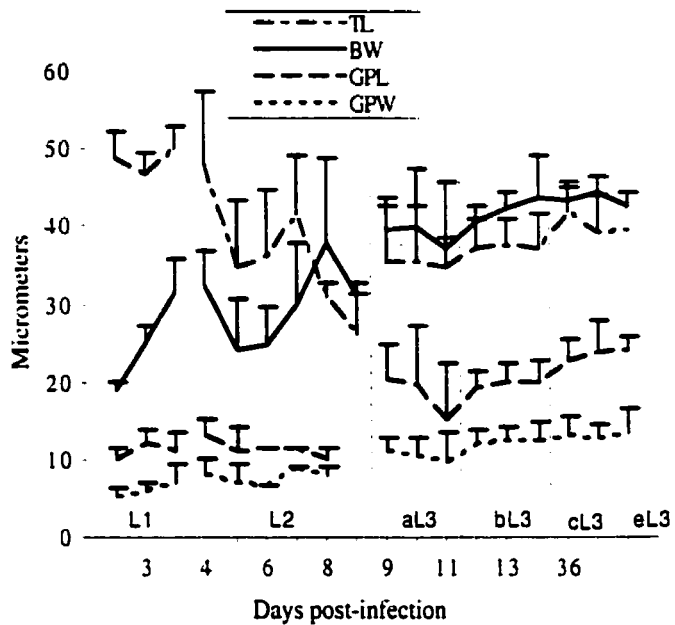 TL
BW
GPL
GPW
60
50
40
30
20
10
0
Micrometers
L1 L2 aL3 bL3 cL3 eL3
3 4 6 8 9 11 13 36
Days post-infection